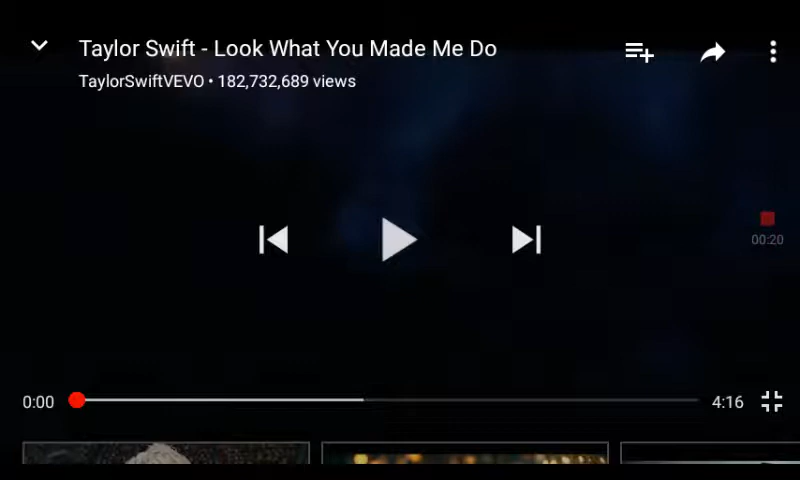 Taylor Swift - Look What You Made Me Do
TaylorSwiftVEVO • 182,732,689 views
00:20
0:00
4:16